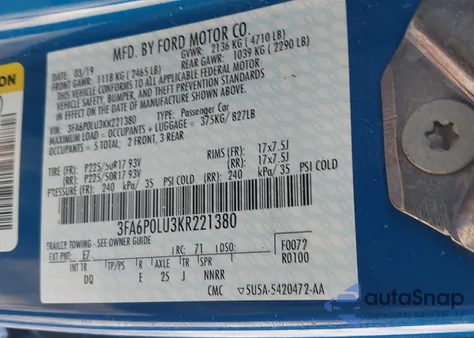 MFD. BY FORD MOTOR CO.
DATE: 03/19 GVWR: 2136 KG ( 4710 LB)
FRONT GAWR: 1118 KG ( 2465 LB) REAR GAWR: 1039 KG ( 2290 LB)
THIS VEHICLE CONFORMS TO ALL APPLICABLE FEDERAL MOTOR
VEHICLE SAFETY, BUMPER, AND THEFT PREVENTION STANDARDS
IN EFFECT ON THE DATE OF MANUFACTURE SHOWN ABOVE.
VIN: 3FA6P0LU3KR221380 TYPE: Passenger Car
MAXIMUM LOAD = OCCUPANTS + LUGGAGE = 375KG/ 827LB
OCCUPANTS = 5 TOTAL; 2 FRONT, 3 REAR
TIRE (FR): P225/50R17 93V RIMS (FR): 17x7.5J
(RR): P225/50R17 93V (RR): 17x7.5J
PRESSURE (FR): 240 kPa/ 35 PSI COLD (RR): 240 kPa/ 35 PSI COLD
3FA6P0LU3KR221380
TRAILER TOWING- SEE OWNER GUIDE
EXT PNT: E7 RC: 71 DSO: F0072
INT TR TP/PS R AXLE TR SPR R0100
DQ E 25 J NNRR
CMC 5U5A-5420472-AA
autoSnap